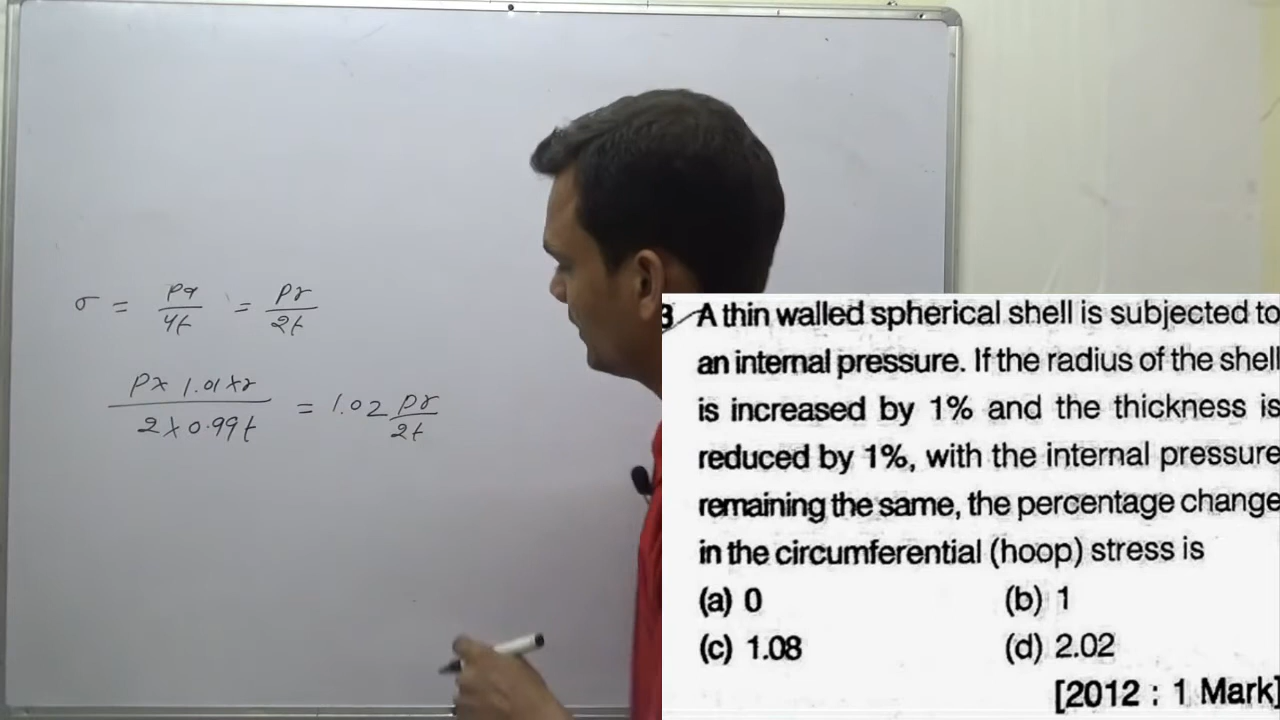 σ = pd/4t = pr/2t
p x 1.01 x r / 2 x 0.99t = 1.02 pr/2t
3 A thin walled spherical shell is subjected to
an internal pressure. If the radius of the shell
is increased by 1% and the thickness is
reduced by 1%, with the internal pressure
remaining the same, the percentage change
in the circumferential (hoop) stress is
(a) 0 (b) 1
(c) 1.08 (d) 2.02
[2012 : 1 Mark]